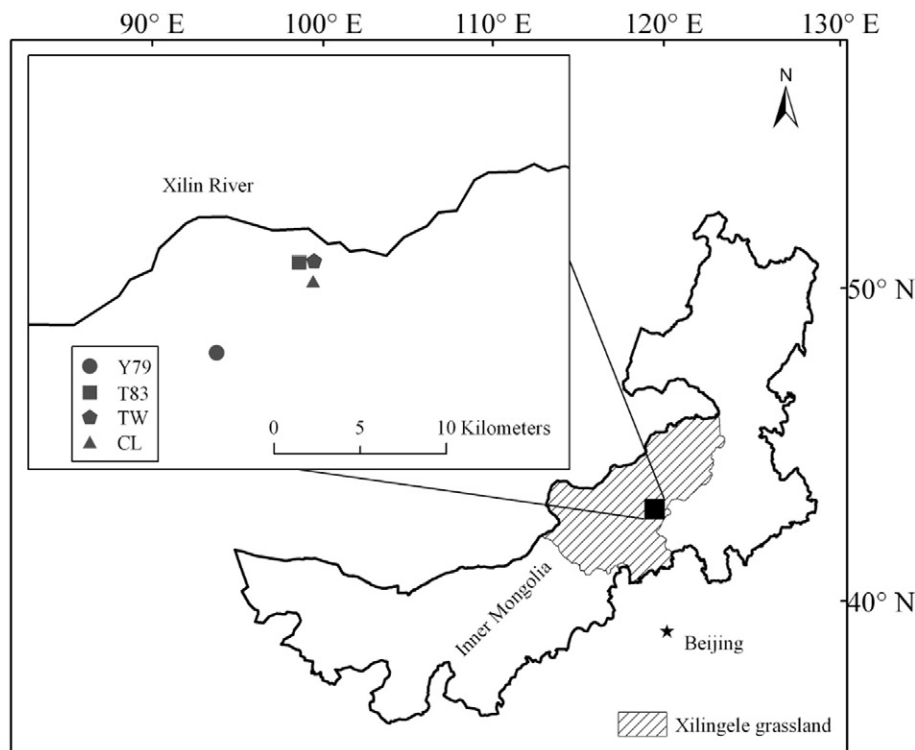 90° E 100° E 110° E 120° E 130° E
N
Xilin River
50° N
Y79
T83
TW
CL
0 5 10 Kilometers
Inner Mongolia
40° N
Beijing
Xilingele grassland